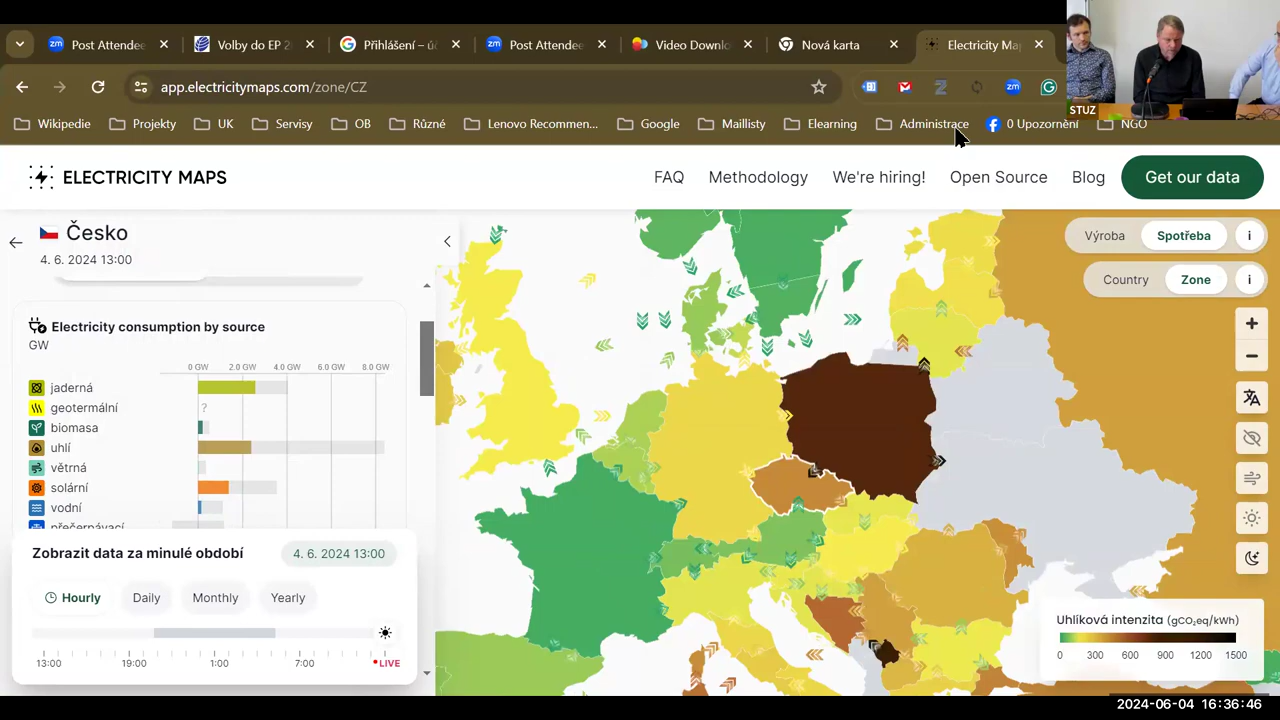 Post Attendee
Volby do EP 2
Přihlášení – úč
Post Attendee
Video Downlo
Nová karta
Electricity Ma
app.electricitymaps.com/zone/CZ
STUZ
Wikipedie
Projekty
UK
Servisy
OB
Různé
Lenovo Recommen...
Google
Maillisty
Elearning
Administrace
0 Upozornění
NGO
ELECTRICITY MAPS
FAQ
Methodology
We're hiring!
Open Source
Blog
Get our data
Česko
4. 6. 2024 13:00
Výroba
Spotřeba
i
Country
Zone
i
Electricity consumption by source
GW
0 GW 2.0 GW 4.0 GW 6.0 GW 8.0 GW
jaderná
geotermální ?
biomasa
uhlí
větrná
solární
vodní
přečerpávací
Zobrazit data za minulé období
4. 6. 2024 13:00
Hourly
Daily
Monthly
Yearly
13:00 19:00 1:00 7:00 LIVE
Uhlíková intenzita (gCO₂eq/kWh)
0 300 600 900 1200 1500
2024-06-04 16:36:46